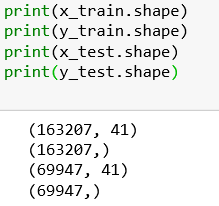 print(x_train.shape)
print(y_train.shape)
print(x_test.shape)
print(y_test.shape)
(163207, 41)
(163207,)
(69947, 41)
(69947,)